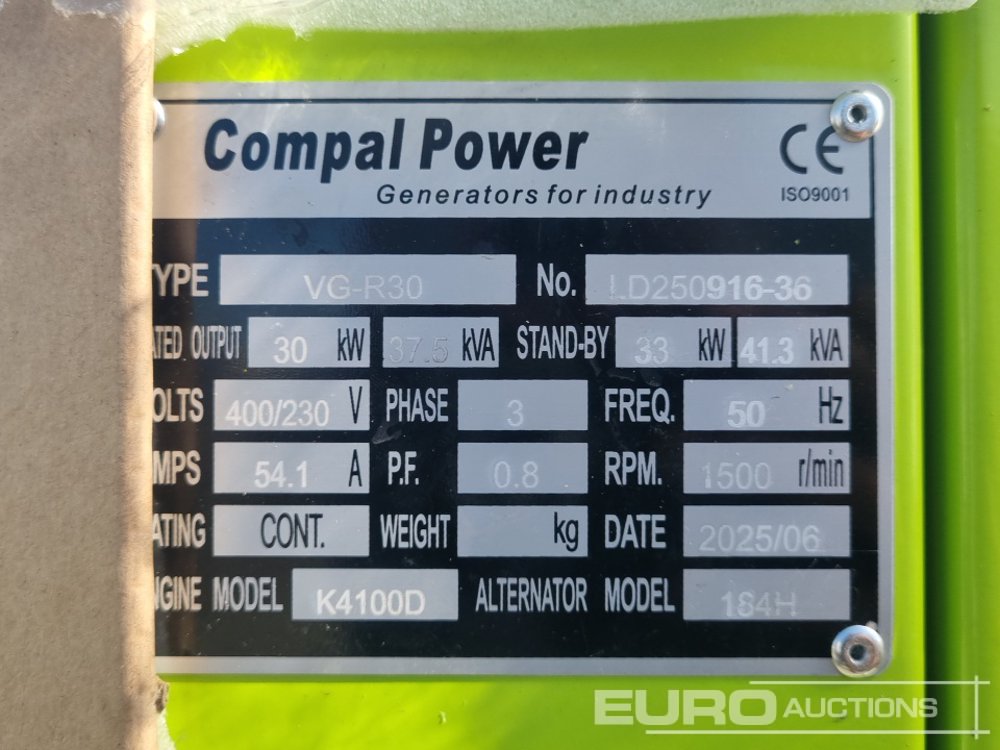 Compal Power
Generators for industry
CE
ISO9001
YPE VG-R30 No. LD250916-36
ATED OUTPUT 30 kW 37.5 kVA STAND-BY 33 kW 41.3 kVA
OLTS 400/230 V PHASE 3 FREQ. 50 Hz
MPS 54.1 A P.F. 0.8 RPM. 1500 r/min
ATING CONT. WEIGHT kg DATE 2025/06
NGINE MODEL K4100D ALTERNATOR MODEL 184H
EURO AUCTIONS